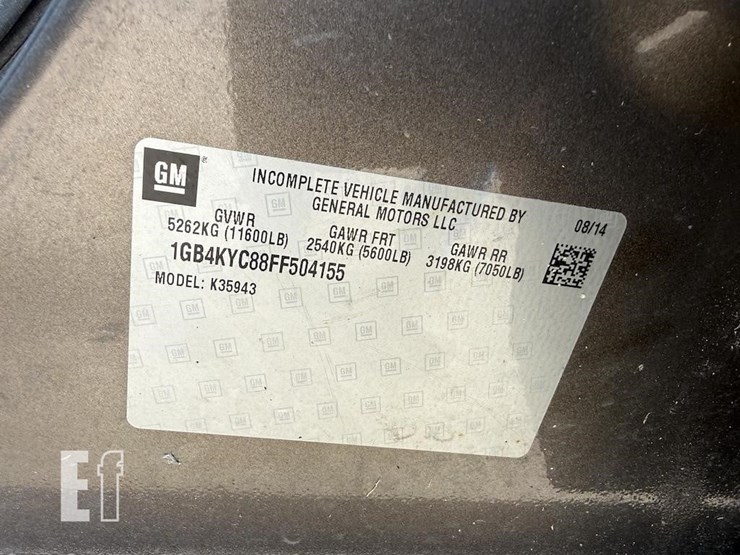 GM
INCOMPLETE VEHICLE MANUFACTURED BY
GENERAL MOTORS LLC
08/14
GVWR
5262KG (11600LB)
GAWR FRT
2540KG (5600LB)
GAWR RR
3198KG (7050LB)
1GB4KYC88FF504155
MODEL: K35943
Ef